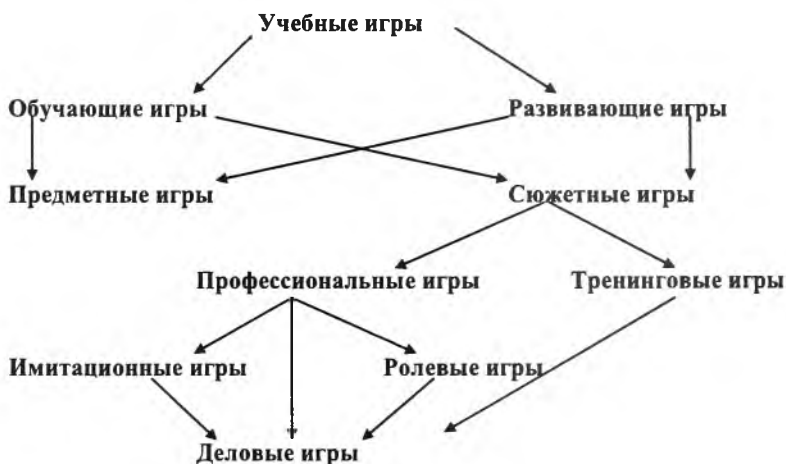 Учебные игры
Обучающие игры
Развивающие игры
Предметные игры
Сюжетные игры
Профессиональные игры
Тренинговые игры
Имитационные игры
Ролевые игры
Деловые игры